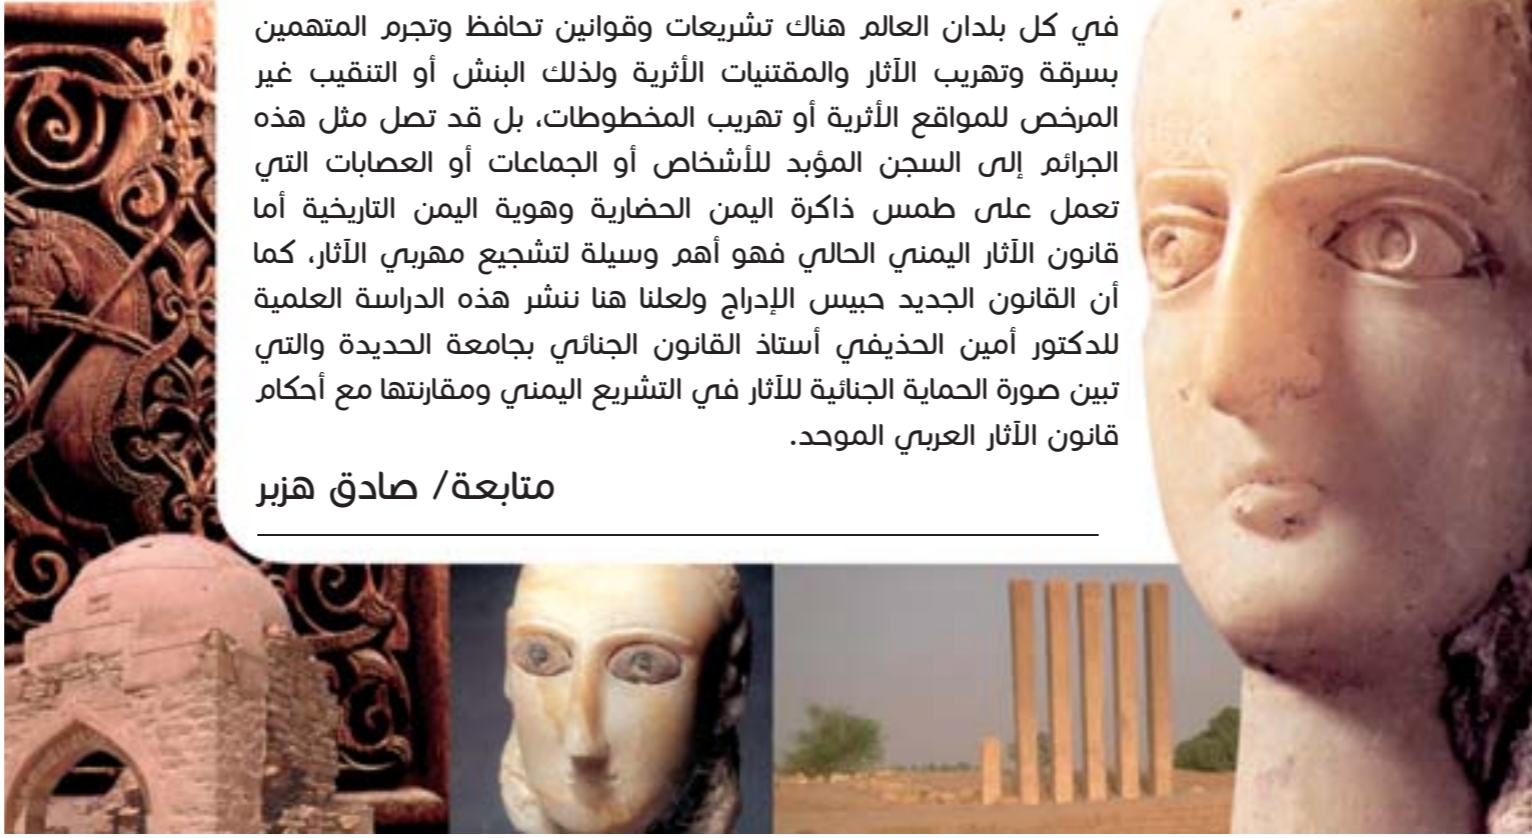 في كل بلدان العالم هناك تشريعات وقوانين تحافظ وتجرم المتهمين
بسرقة وتهريب الآثار والمقتنيات الأثرية ولذلك البنش أو التنقيب غير
المرخص للمواقع الأثرية أو تهريب المخطوطات، بل قد تصل مثل هذه
الجرائم إلى السجن المؤبد للأشخاص أو الجماعات أو العصابات التي
تعمل على طمس ذاكرة اليمن الحضارية وهوية اليمن التاريخية أما
قانون الآثار اليمني الحالي فهو أهم وسيلة لتشجيع مهربي الآثار، كما
أن القانون الجديد حبيس الإدراج ولعلنا هنا ننشر هذه الدراسة العلمية
للدكتور أمين الحذيفي أستاذ القانون الجنائي بجامعة الحديدة والتي
تبين صورة الحماية الجنائية للآثار في التشريع اليمني ومقارنتها مع أحكام
قانون الآثار العربي الموحد.
متابعة/ صادق هزبر